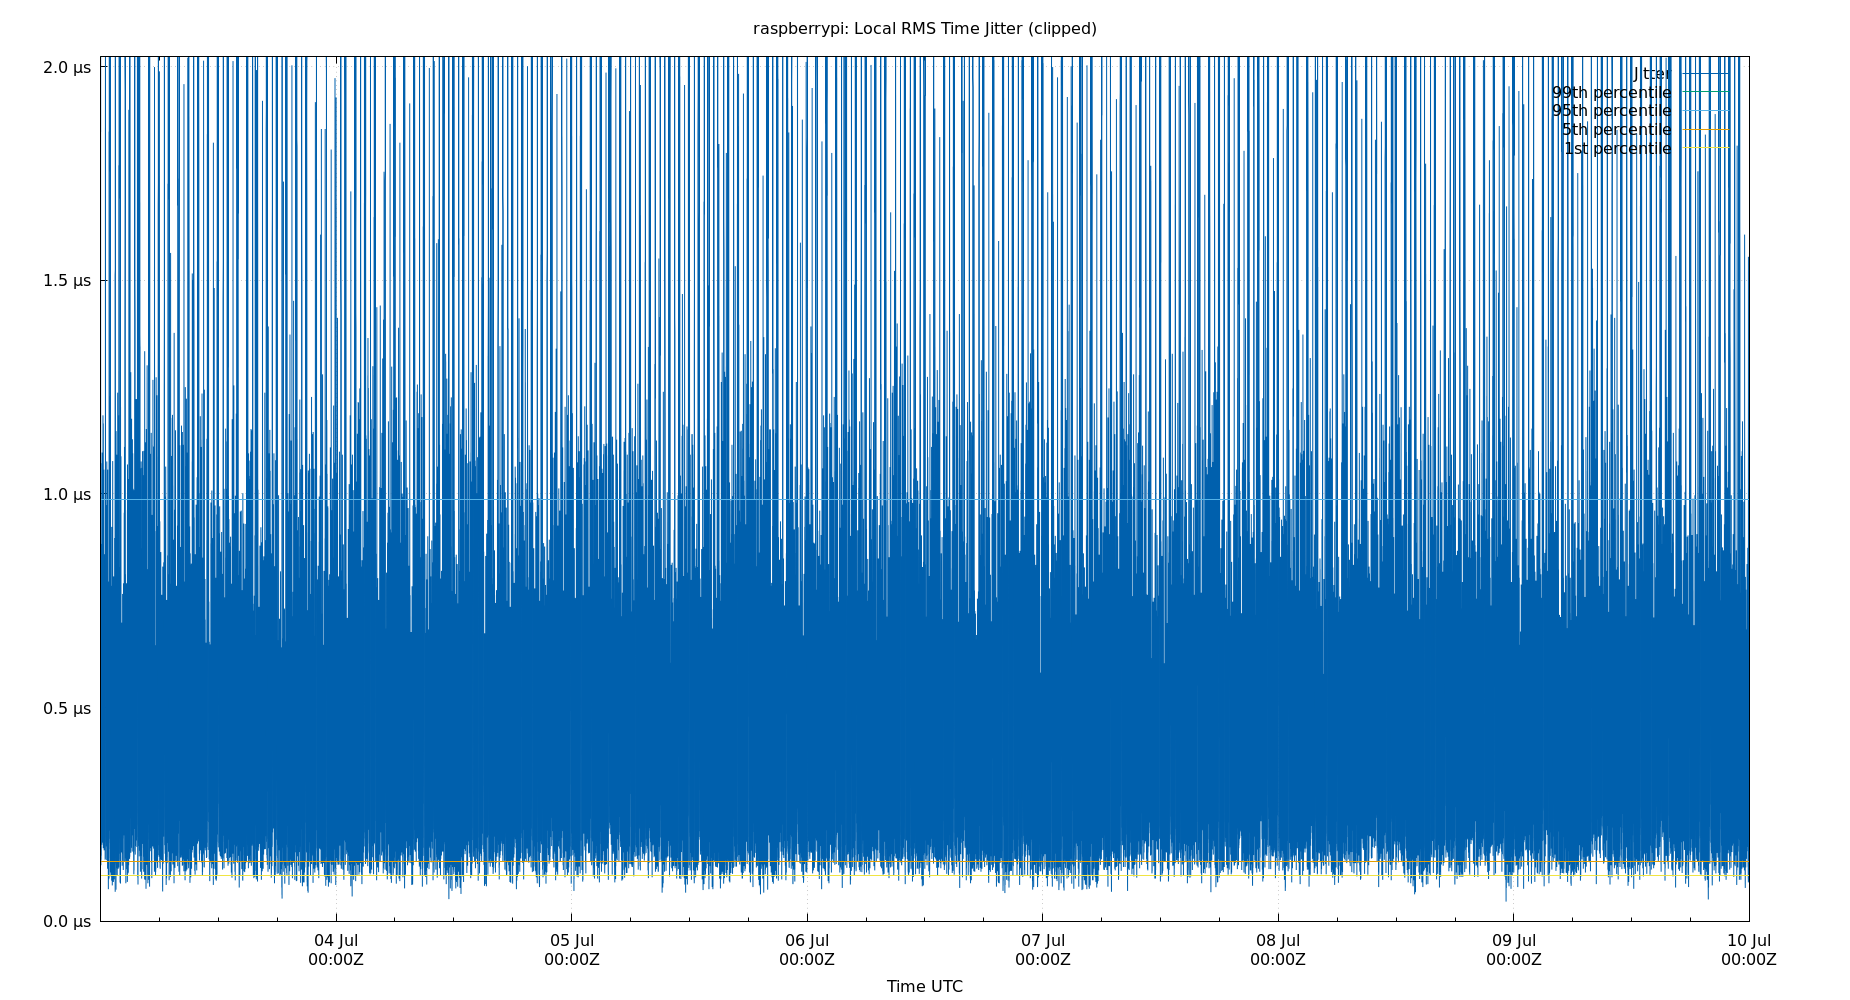 raspberrypi: Local RMS Time Jitter (clipped)
2.0 µs
1.5 µs
1.0 µs
0.5 µs
0.0 µs
Jitter
99th percentile
95th percentile
5th percentile
1st percentile
04 Jul 05 Jul 06 Jul 07 Jul 08 Jul 09 Jul 10 Jul
00:00Z 00:00Z 00:00Z 00:00Z 00:00Z 00:00Z 00:00Z
Time UTC